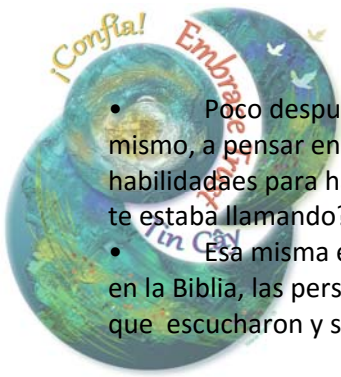 ¡Confía!
Embrace Trust
Tin Cậy
• Poco despu
mismo, a pensar en
habilidadaes para h
te estaba llamando?
• Esa misma e
en la Biblia, las pers
que escucharon y s